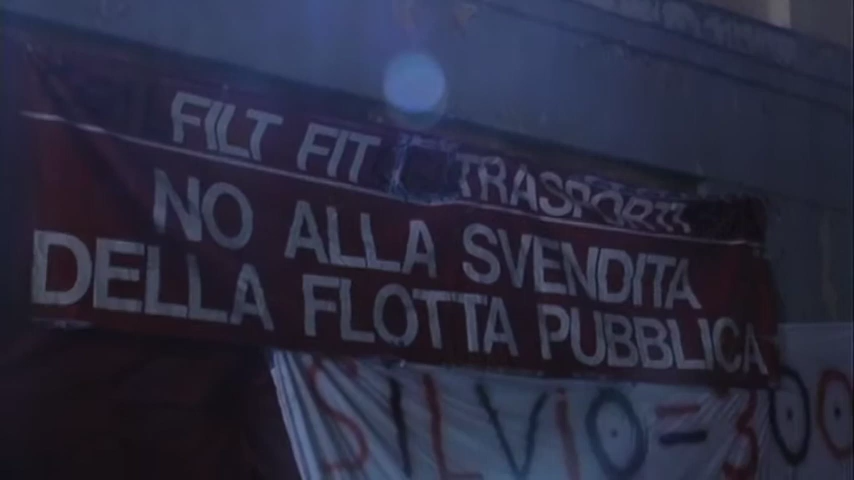 FILT FIT TRASPORTI
NO ALLA SVENDITA
DELLA FLOTTA PUBBLICA
SILVIO=300